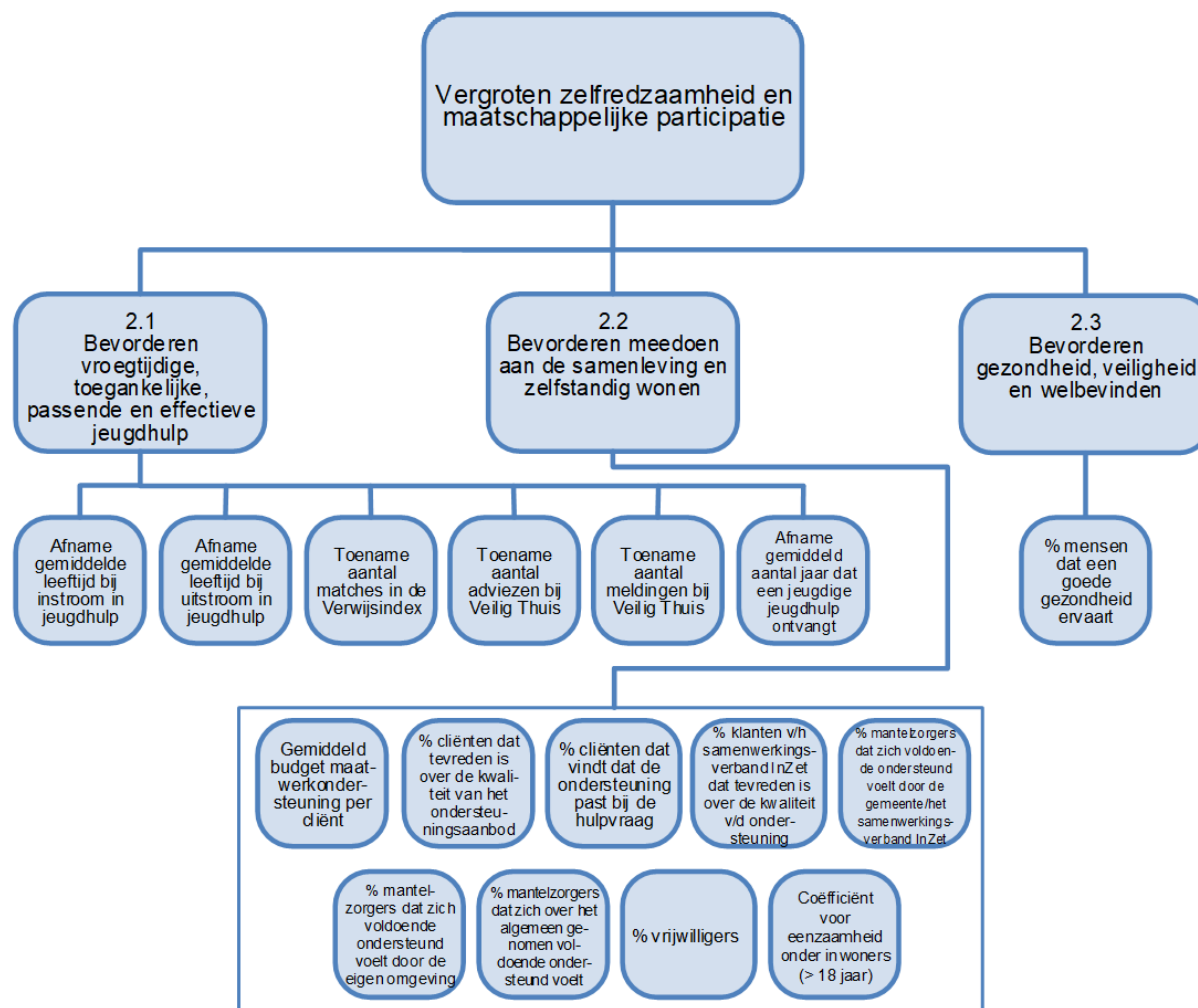 Vergroten zelfredzaamheid en
maatschappelijke participatie
2.1
Bevorderen
vroegtijdige,
toegankelijke,
passende en effectieve
jeugdhulp
2.2
Bevorderen meedoen
aan de samenleving en
zelfstandig wonen
2.3
Bevorderen
gezondheid, veiligheid
en welbevinden
Afname
gemiddelde
leeftijd bij
instroom in
jeugdhulp
Afname
gemiddelde
leeftijd bij
uitstroom in
jeugdhulp
Toename
aantal
matches in de
Verwijsindex
Toename
aantal
adviezen bij
Veilig Thuis
Toename
aantal
meldingen bij
Veilig Thuis
Afname
gemiddeld
aantal jaar dat
een jeugdige
jeugdhulp
ontvangt
% mensen
dat een
goede
gezondheid
ervaart
Gemiddeld
budget maat-
werkonder-
steuning per
cliënt
% cliënten dat
tevreden is
over de kwali-
teit van het
ondersteu-
ningsaanbod
% cliënten dat
vindt dat de
ondersteuning
past bij de
hulpvraag
% klanten v/h
samenwerkings-
verband InZet
dat tevreden is
over de kwaliteit
v/d onder-
steuning
% mantelzorgers
dat zich voldoen-
de ondersteund
voelt door de
gemeente/het
samenwerkings-
verband InZet
% mantel-
zorgers dat zich
voldoende
ondersteund
voelt door de
eigen omgeving
% mantelzorgers
dat zich over het
algemeen ge-
nomen vol-
doende onder-
steund voelt
% vrijwilligers
Coëfficiënt
voor
eenzaamheid
onder inwoners
(> 18 jaar)